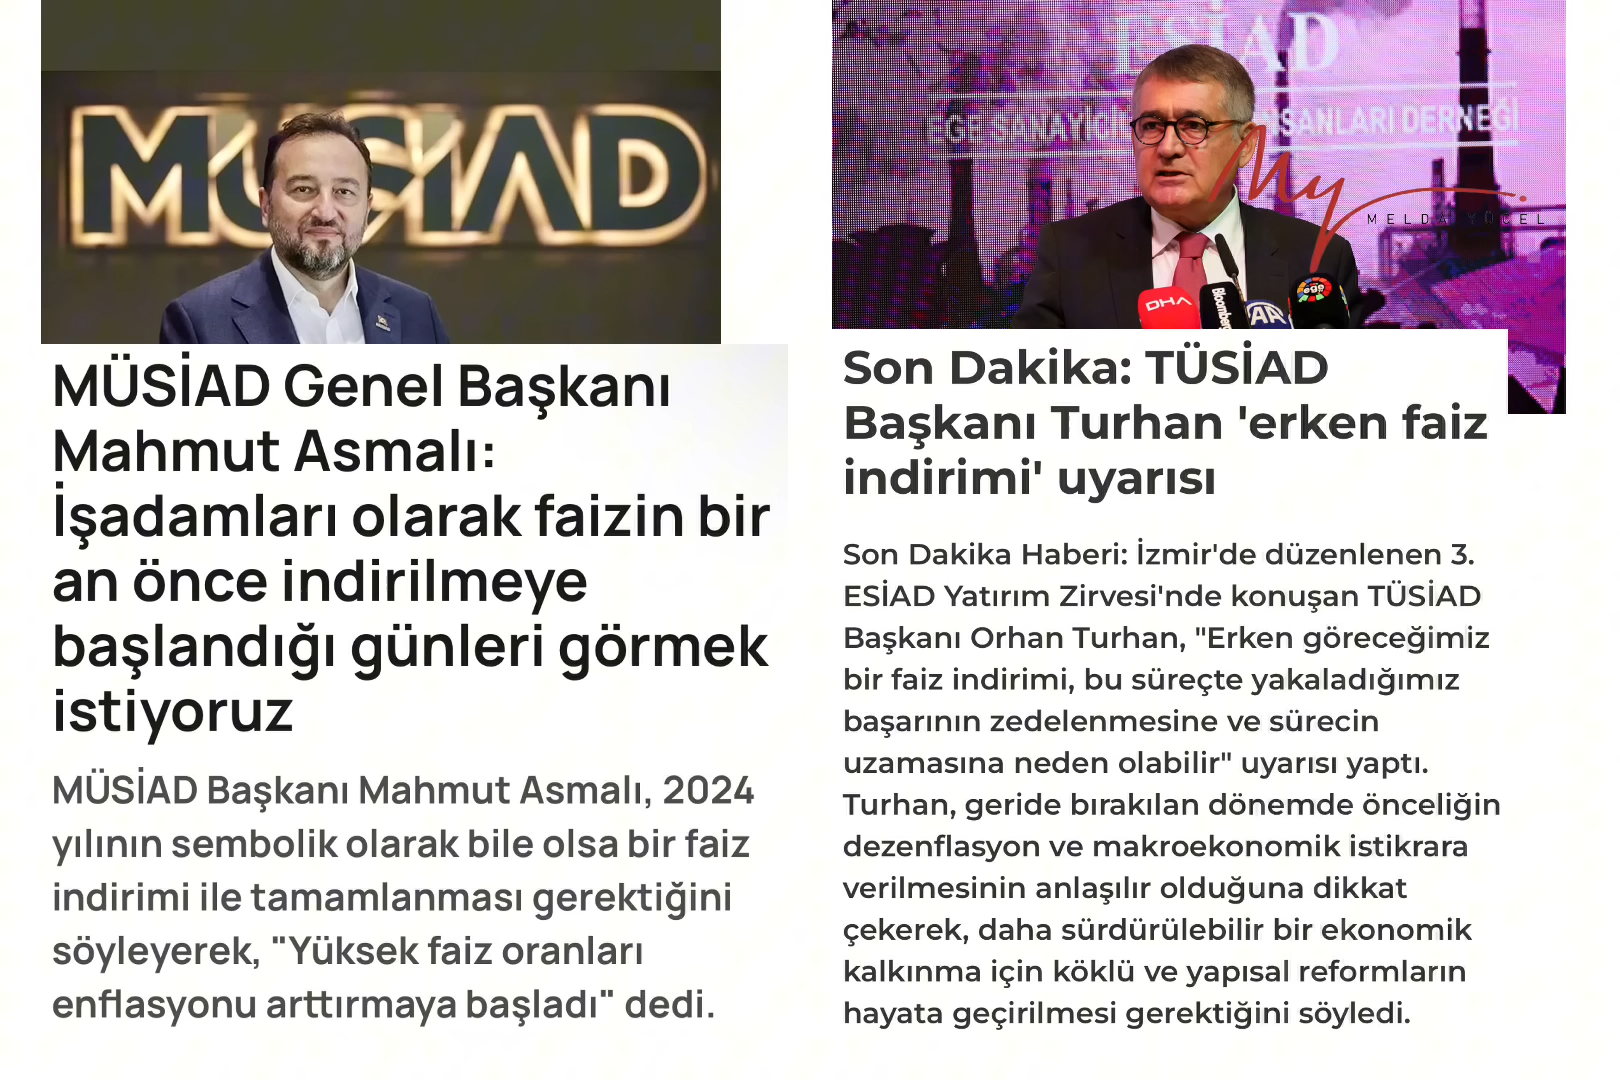 MÜSİAD
MÜSİAD Genel Başkanı
Mahmut Asmalı:
İşadamları olarak faizin bir
an önce indirilmeye
başlandığı günleri görmek
istiyoruz
MÜSİAD Başkanı Mahmut Asmalı, 2024
yılının sembolik olarak bile olsa bir faiz
indirimi ile tamamlanması gerektiğini
söyleyerek, "Yüksek faiz oranları
enflasyonu arttırmaya başladı" dedi.
ESİAD
EGE SANAYİCİ İNSANLARI DERNEĞİ
My
MELDA YÜCEL
DHA
Bloomberg
AA
ege
Son Dakika: TÜSİAD
Başkanı Turhan 'erken faiz
indirimi' uyarısı
Son Dakika Haberi: İzmir'de düzenlenen 3.
ESİAD Yatırım Zirvesi'nde konuşan TÜSİAD
Başkanı Orhan Turhan, "Erken göreceğimiz
bir faiz indirimi, bu süreçte yakaladığımız
başarının zedelenmesine ve sürecin
uzamasına neden olabilir" uyarısı yaptı.
Turhan, geride bırakılan dönemde önceliğin
dezenflasyon ve makroekonomik istikrara
verilmesinin anlaşılır olduğuna dikkat
çekerek, daha sürdürülebilir bir ekonomik
kalkınma için köklü ve yapısal reformların
hayata geçirilmesi gerektiğini söyledi.